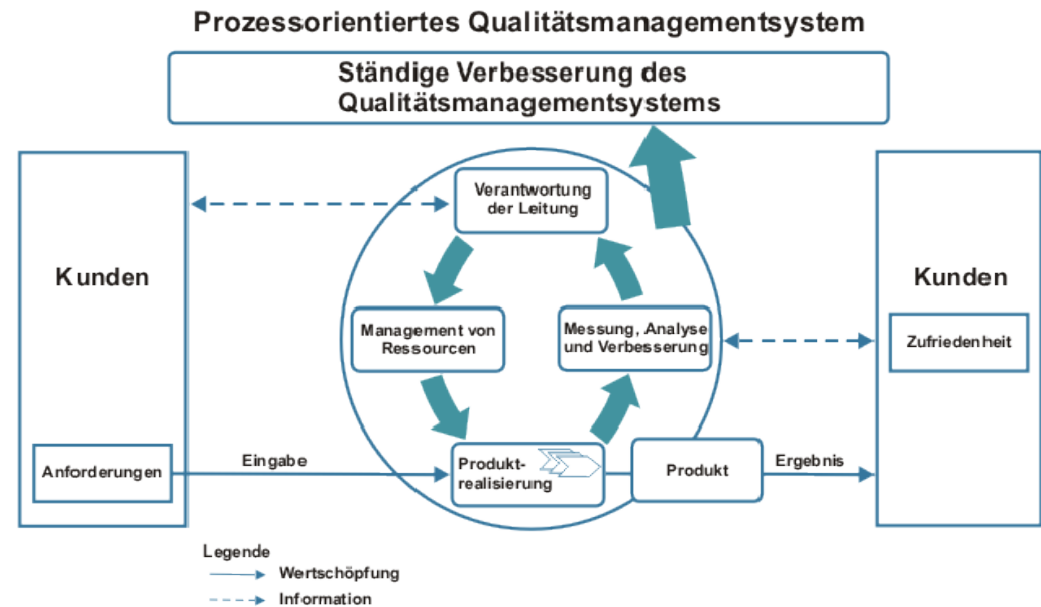 Prozessorientiertes Qualitätsmanagementsystem
Ständige Verbesserung des
Qualitätsmanagementsystems
Verantwortung
der Leitung
Kunden
Kunden
Management von
Ressourcen
Messung, Analyse
und Verbesserung
Zufriedenheit
Anforderungen
Eingabe
Produkt-
realisierung
Produkt
Ergebnis
Legende
Wertschöpfung
Information